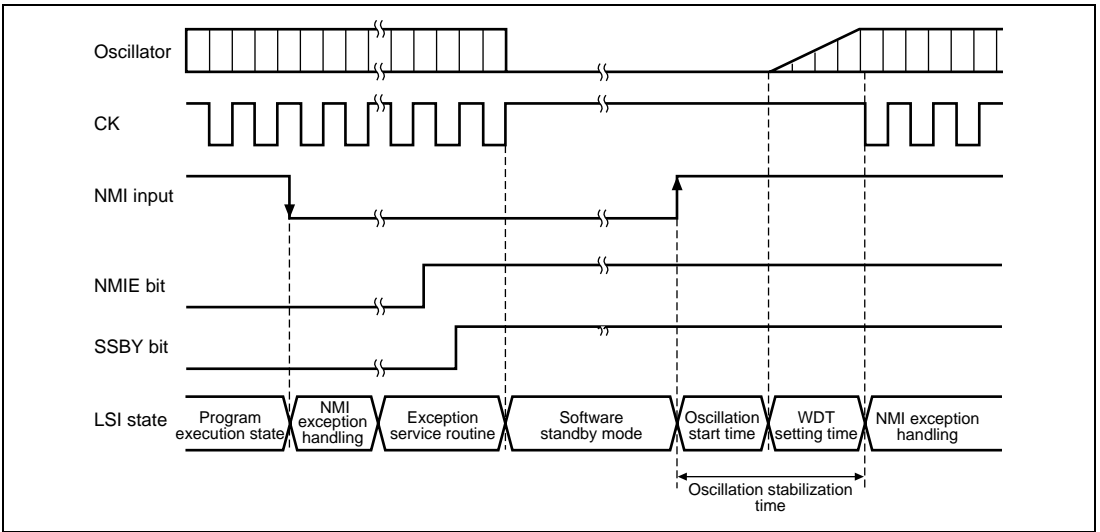 Oscillator
CK
NMI input
NMIE bit
SSBY bit
LSI state
Program
execution state
NMI
exception
handling
Exception
service routine
Software
standby mode
Oscillation
start time
WDT
setting time
NMI exception
handling
Oscillation stabilization
time